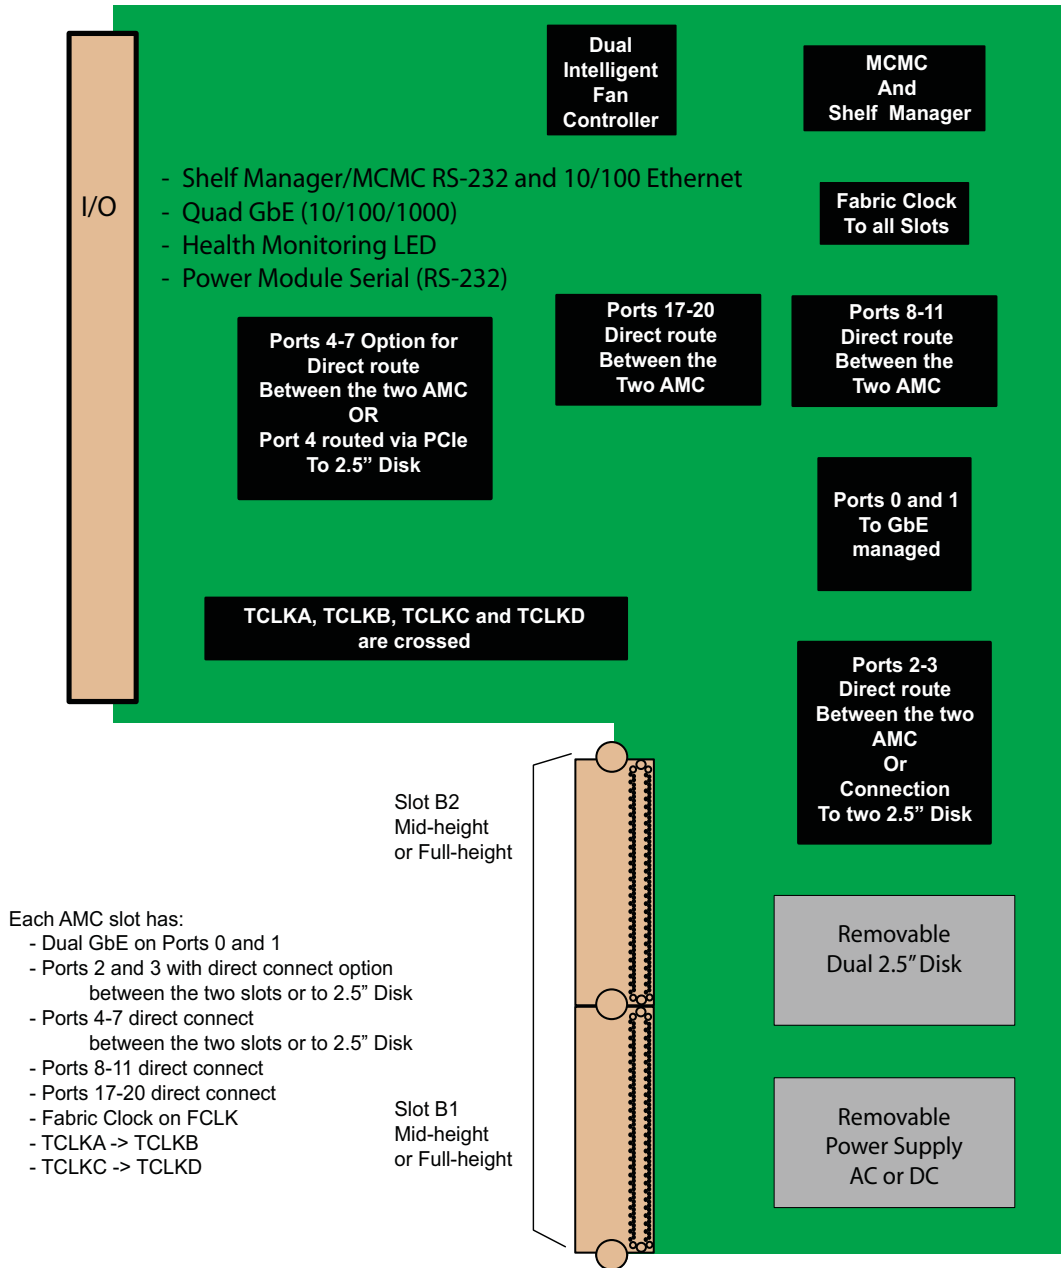 Dual
Intelligent
Fan
Controller
MCMC
And
Shelf Manager
I/O
- Shelf Manager/MCMC RS-232 and 10/100 Ethernet
- Quad GbE (10/100/1000)
- Health Monitoring LED
- Power Module Serial (RS-232)
Fabric Clock
To all Slots
Ports 4-7 Option for
Direct route
Between the two AMC
OR
Port 4 routed via PCIe
To 2.5” Disk
Ports 17-20
Direct route
Between the
Two AMC
Ports 8-11
Direct route
Between the
Two AMC
Ports 0 and 1
To GbE
managed
TCLKA, TCLKB, TCLKC and TCLKD
are crossed
Ports 2-3
Direct route
Between the two
AMC
Or
Connection
To two 2.5” Disk
Slot B2
Mid-height
or Full-height
Each AMC slot has:
- Dual GbE on Ports 0 and 1
- Ports 2 and 3 with direct connect option
between the two slots or to 2.5” Disk
- Ports 4-7 direct connect
between the two slots or to 2.5” Disk
- Ports 8-11 direct connect
- Ports 17-20 direct connect
- Fabric Clock on FCLK
- TCLKA -> TCLKB
- TCLKC -> TCLKD
Slot B1
Mid-height
or Full-height
Removable
Dual 2.5” Disk
Removable
Power Supply
AC or DC